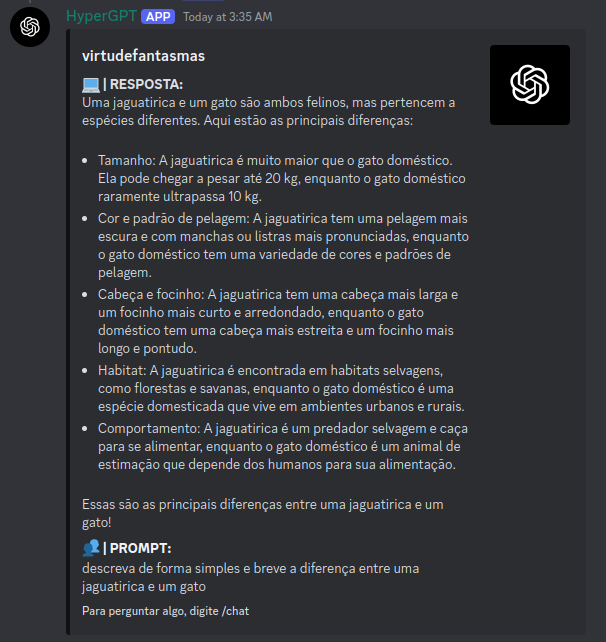 HyperGPT APP Today at 3:35 AM
virtudefantasmas
| RESPOSTA:
Uma jaguatirica e um gato são ambos felinos, mas pertencem a
espécies diferentes. Aqui estão as principais diferenças:
• Tamanho: A jaguatirica é muito maior que o gato doméstico.
Ela pode chegar a pesar até 20 kg, enquanto o gato doméstico
raramente ultrapassa 10 kg.
• Cor e padrão de pelagem: A jaguatirica tem uma pelagem mais
escura e com manchas ou listras mais pronunciadas, enquanto
o gato doméstico tem uma variedade de cores e padrões de
pelagem.
• Cabeça e focinho: A jaguatirica tem uma cabeça mais larga e
um focinho mais curto e arredondado, enquanto o gato
doméstico tem uma cabeça mais estreita e um focinho mais
longo e pontudo.
• Habitat: A jaguatirica é encontrada em habitats selvagens,
como florestas e savanas, enquanto o gato doméstico é uma
espécie domesticada que vive em ambientes urbanos e rurais.
• Comportamento: A jaguatirica é um predador selvagem e caça
para se alimentar, enquanto o gato doméstico é um animal de
estimação que depende dos humanos para sua alimentação.
Essas são as principais diferenças entre uma jaguatirica e um
gato!
| PROMPT:
descreva de forma simples e breve a diferença entre uma
jaguatirica e um gato
Para perguntar algo, digite /chat